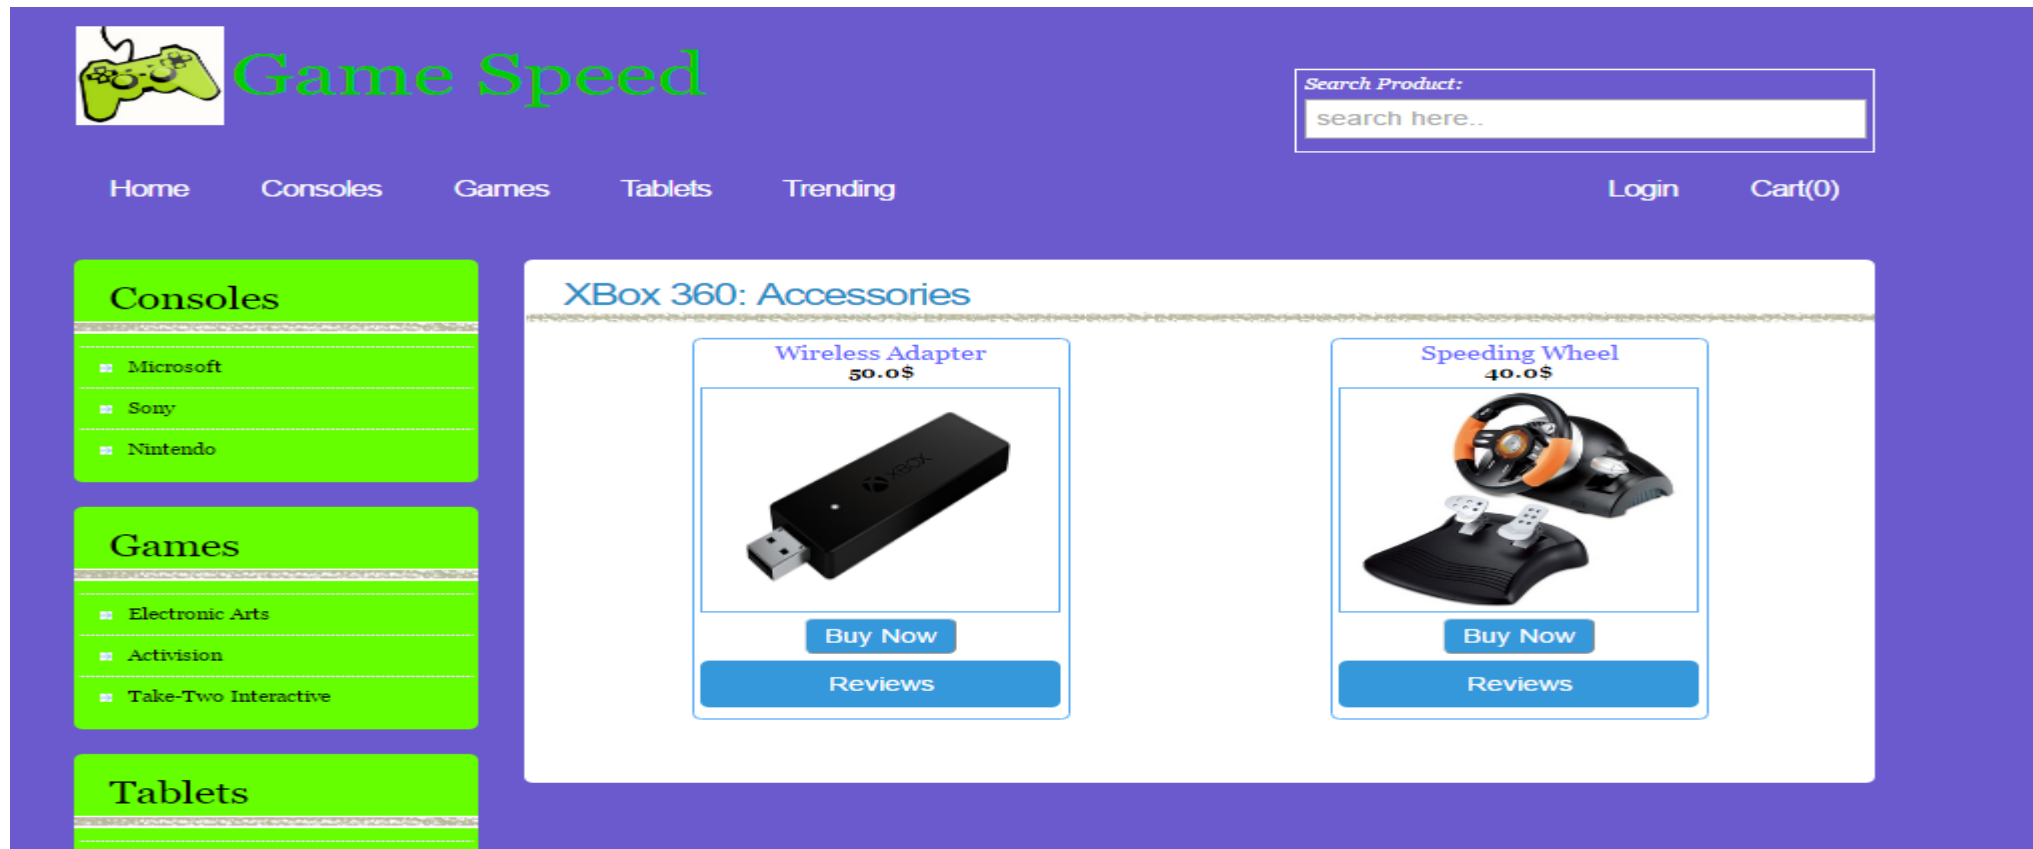 Game Speed
Search Product:
search here..
Home Consoles Games Tablets Trending Login Cart(0)
Consoles
Microsoft
Sony
Nintendo
Games
Electronic Arts
Activision
Take-Two Interactive
Tablets
XBox 360: Accessories
Wireless Adapter
50.0$
XBOX
Buy Now
Reviews
Speeding Wheel
40.0$
Buy Now
Reviews